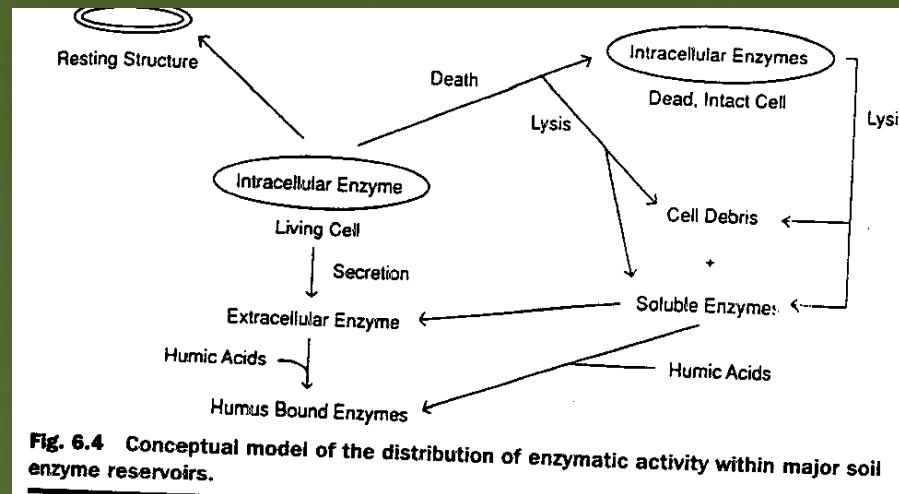 Resting Structure
Death
Intracellular Enzymes
Dead, Intact Cell
Lysis
Lysi
Intracellular Enzyme
Living Cell
Cell Debris
+
Secretion
Soluble Enzymes
Extracellular Enzyme
Humic Acids
Humic Acids
Humus Bound Enzymes
Fig. 6.4 Conceptual model of the distribution of enzymatic activity within major soil
enzyme reservoirs.